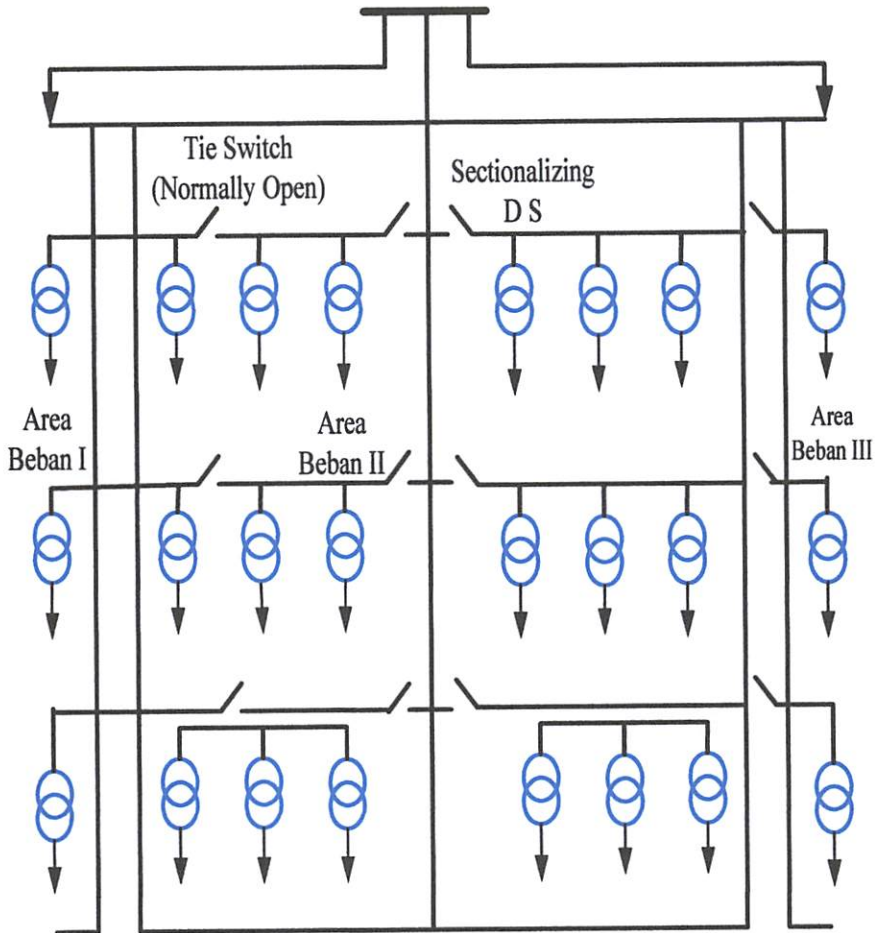 Tie Switch
(Normally Open)
Sectionalizing
D S
Area
Beban I
Area
Beban II
Area
Beban III